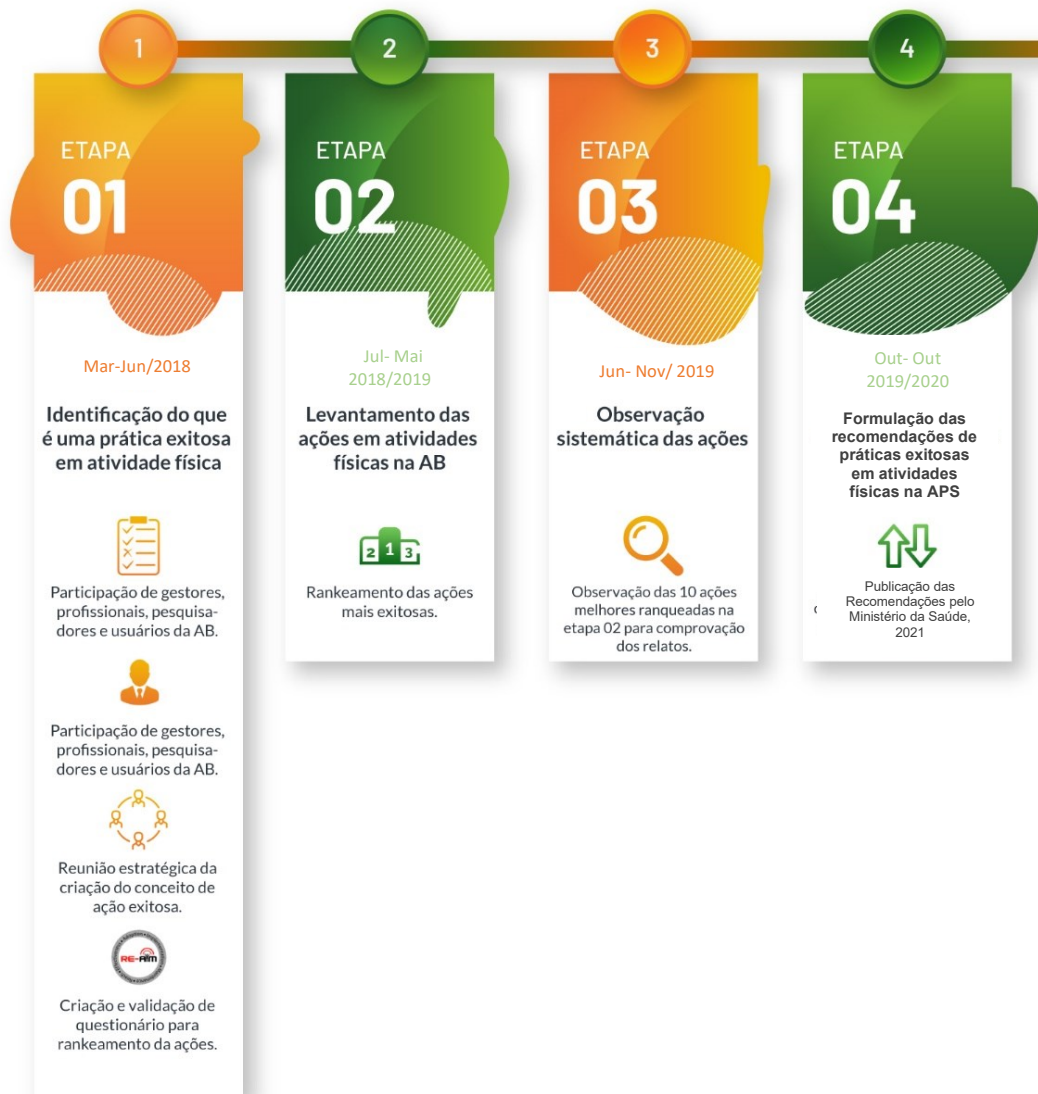 1
ETAPA
01
Mar-Jun/2018
Identificação do que
é uma prática exitosa
em atividade física
Participação de gestores,
profissionais, pesquisa-
dores e usuários da AB.
Participação de gestores,
profissionais, pesquisa-
dores e usuários da AB.
Reunião estratégica da
criação do conceito de
ação exitosa.
RE-AIM
Criação e validação de
questionário para
rankeamento da ações.
2
ETAPA
02
Jul- Mai
2018/2019
Levantamento das
ações em atividades
físicas na AB
2 1 3
Rankeamento das ações
mais exitosas.
3
ETAPA
03
Jun- Nov/ 2019
Observação
sistemática das ações
Observação das 10 ações
melhores ranqueadas na
etapa 02 para comprovação
dos relatos.
4
ETAPA
04
Out- Out
2019/2020
Formulação das
recomendações de
práticas exitosas
em atividades
físicas na APS
Publicação das
Recomendações pelo
Ministério da Saúde,
2021